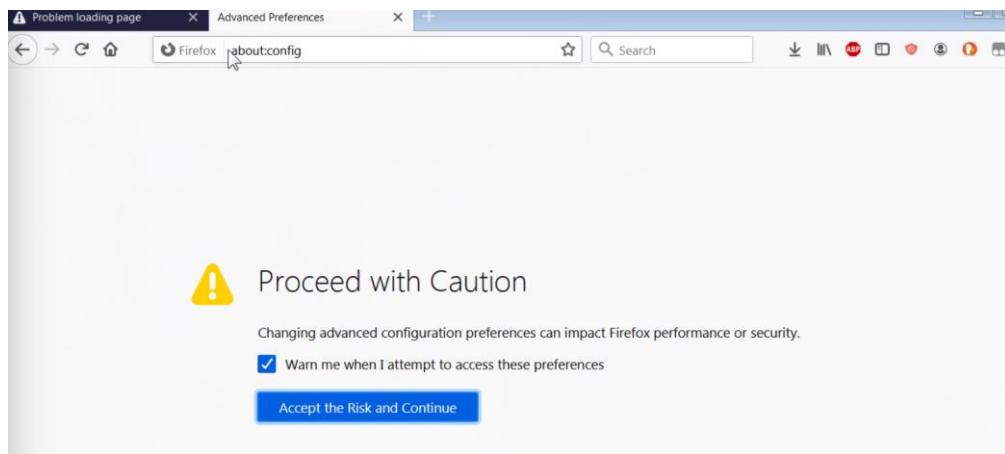 Problem loading page
Advanced Preferences
Firefox about:config
Search
ABP
Proceed with Caution
Changing advanced configuration preferences can impact Firefox performance or security.
Warn me when I attempt to access these preferences
Accept the Risk and Continue